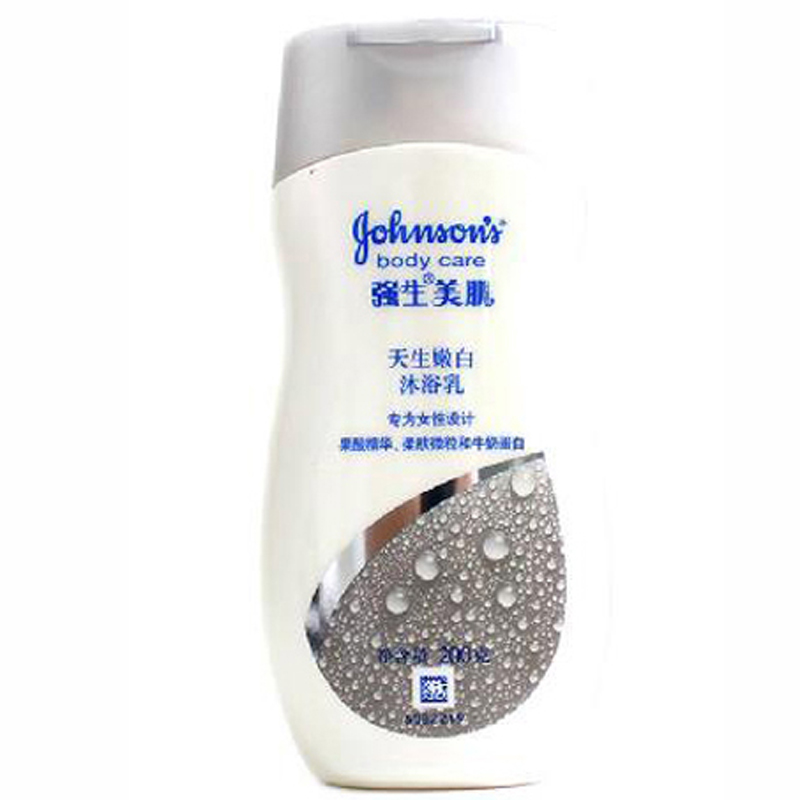 Johnson's®
body care
强生®美肌
天生嫩白
沐浴乳
专为女性设计
果酸精华、柔肤微粒和牛奶蛋白
净含量 200克